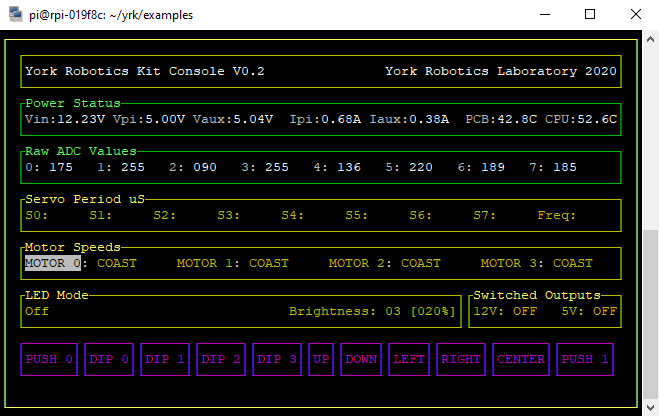 pi@rpi-019f8c: ~/yrk/examples
York Robotics Kit Console V0.2 York Robotics Laboratory 2020
Power Status
Vin:12.23V Vpi:5.00V Vaux:5.04V Ipi:0.68A Iaux:0.38A PCB:42.8C CPU:52.6C
Raw ADC Values
0: 175 1: 255 2: 090 3: 255 4: 136 5: 220 6: 189 7: 185
Servo Period uS
S0: S1: S2: S3: S4: S5: S6: S7: Freq:
Motor Speeds
MOTOR 0: COAST MOTOR 1: COAST MOTOR 2: COAST MOTOR 3: COAST
LED Mode Switched Outputs
Off Brightness: 03 [020%] 12V: OFF 5V: OFF
PUSH 0 DIP 0 DIP 1 DIP 2 DIP 3 UP DOWN LEFT RIGHT CENTER PUSH 1